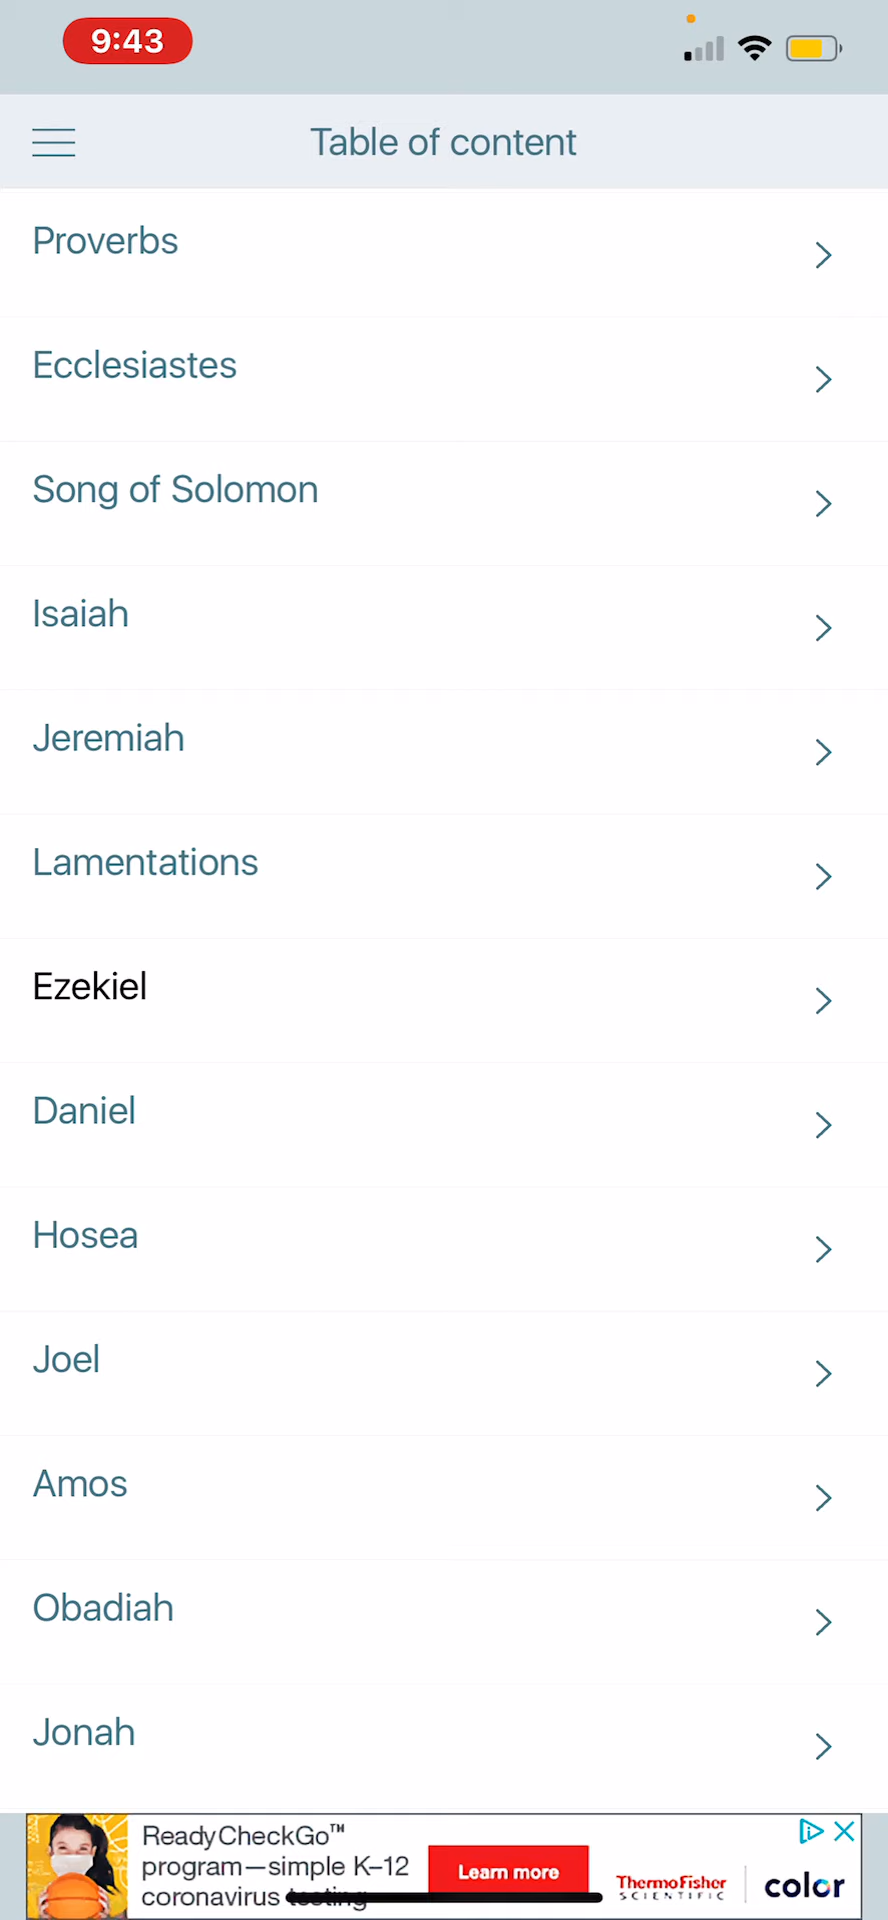 9:43
Table of content
Proverbs
Ecclesiastes
Song of Solomon
Isaiah
Jeremiah
Lamentations
Ezekiel
Daniel
Hosea
Joel
Amos
Obadiah
Jonah
ReadyCheckGo™
program—simple K–12
coronavirus testing
Learn more
ThermoFisher
SCIENTIFIC
color